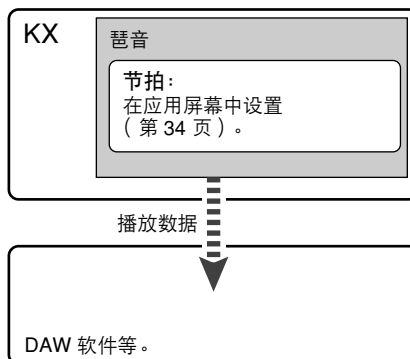 KX
琶音
节拍：
在应用屏幕中设置
（第 34 页）。
播放数据
DAW 软件等。